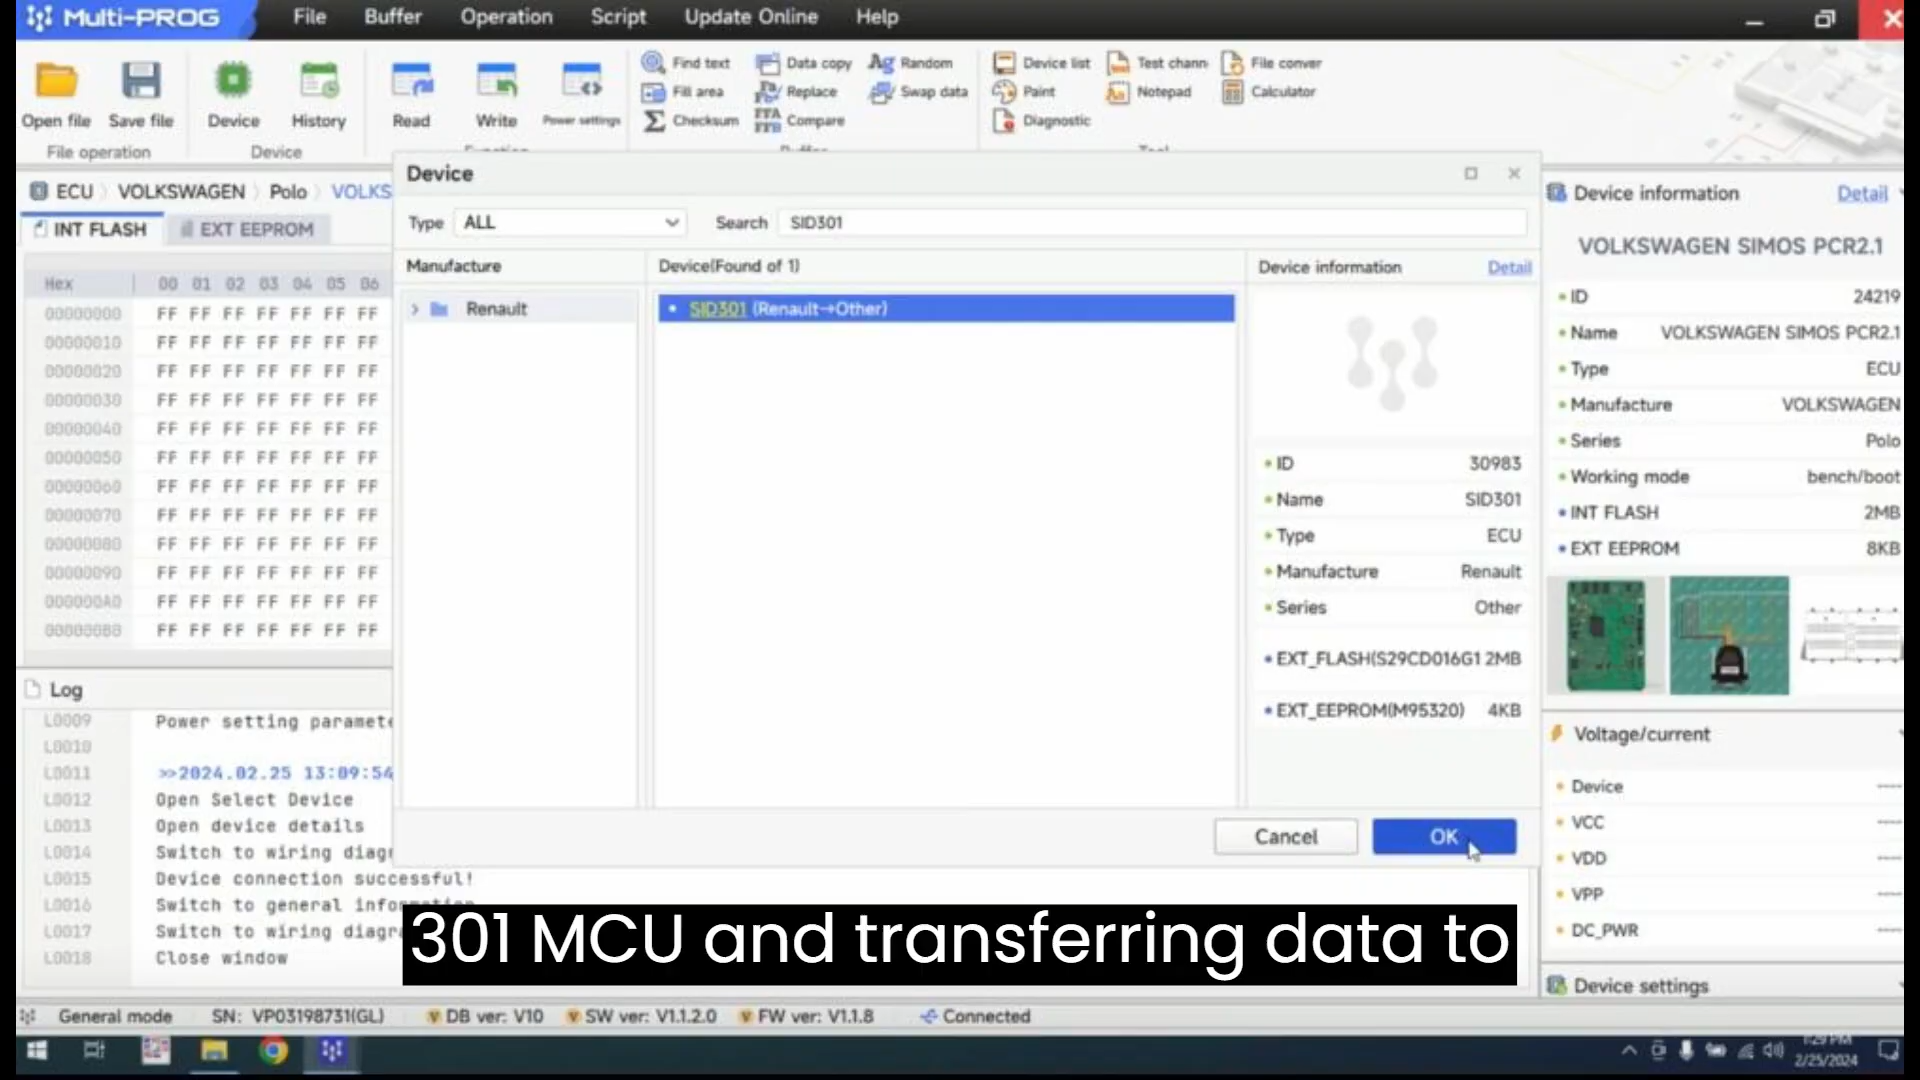 Multi-PROG
File Buffer Operation Script Update Online Help
Open file Save file Device History Read Write Power settings
Find text Data copy Random
Fill area Replace Swap data
Checksum Compare
Device list Test chann File conver
Paint Notepad Calculator
Diagnostic
File operation Device
ECU VOLKSWAGEN Polo VOLKS
INT FLASH EXT EEPROM
Hex 00 01 02 03 04 05 06
00000000 FF FF FF FF FF FF FF
00000010 FF FF FF FF FF FF FF
00000020 FF FF FF FF FF FF FF
00000030 FF FF FF FF FF FF FF
00000040 FF FF FF FF FF FF FF
00000050 FF FF FF FF FF FF FF
00000060 FF FF FF FF FF FF FF
00000070 FF FF FF FF FF FF FF
00000080 FF FF FF FF FF FF FF
00000090 FF FF FF FF FF FF FF
000000A0 FF FF FF FF FF FF FF
000000B0 FF FF FF FF FF FF FF
Log
L0009 Power setting paramete
L0010
L0011 >>2024.02.25 13:09:54
L0012 Open Select Device
L0013 Open device details
L0014 Switch to wiring diagr
L0015 Device connection successful!
L0016 Switch to general information
L0017 Switch to wiring diagra
L0018 Close window
Device
Type ALL Search SID301
Manufacture
Renault
Device(Found of 1)
SID301 (Renault→Other)
Device information Detail
ID 30983
Name SID301
Type ECU
Manufacture Renault
Series Other
EXT_FLASH(S29CD016G1 2MB
EXT_EEPROM(M95320) 4KB
Cancel OK
Device information Detail
VOLKSWAGEN SIMOS PCR2.1
ID 24219
Name VOLKSWAGEN SIMOS PCR2.1
Type ECU
Manufacture VOLKSWAGEN
Series Polo
Working mode bench/boot
INT FLASH 2MB
EXT EEPROM 8KB
Voltage/current
Device ----
VCC ----
VDD ----
VPP ----
DC_PWR ----
Device settings
301 MCU and transferring data to
General mode SN: VP03198731(GL) DB ver: V10 SW ver: V1.1.2.0 FW ver: V1.1.8 Connected
1:29 PM
2/25/2024